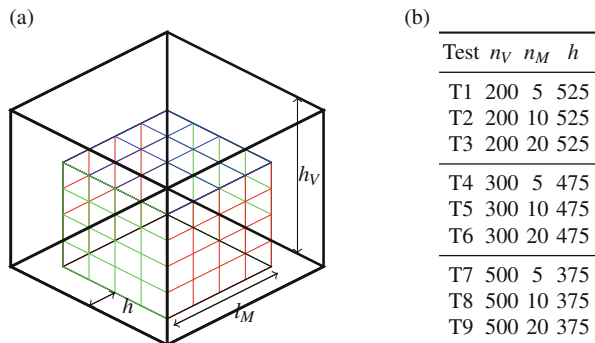 (a)
h_V
h
l_M
(b)
Test n_V n_M h
T1 200 5 525
T2 200 10 525
T3 200 20 525
T4 300 5 475
T5 300 10 475
T6 300 20 475
T7 500 5 375
T8 500 10 375
T9 500 20 375